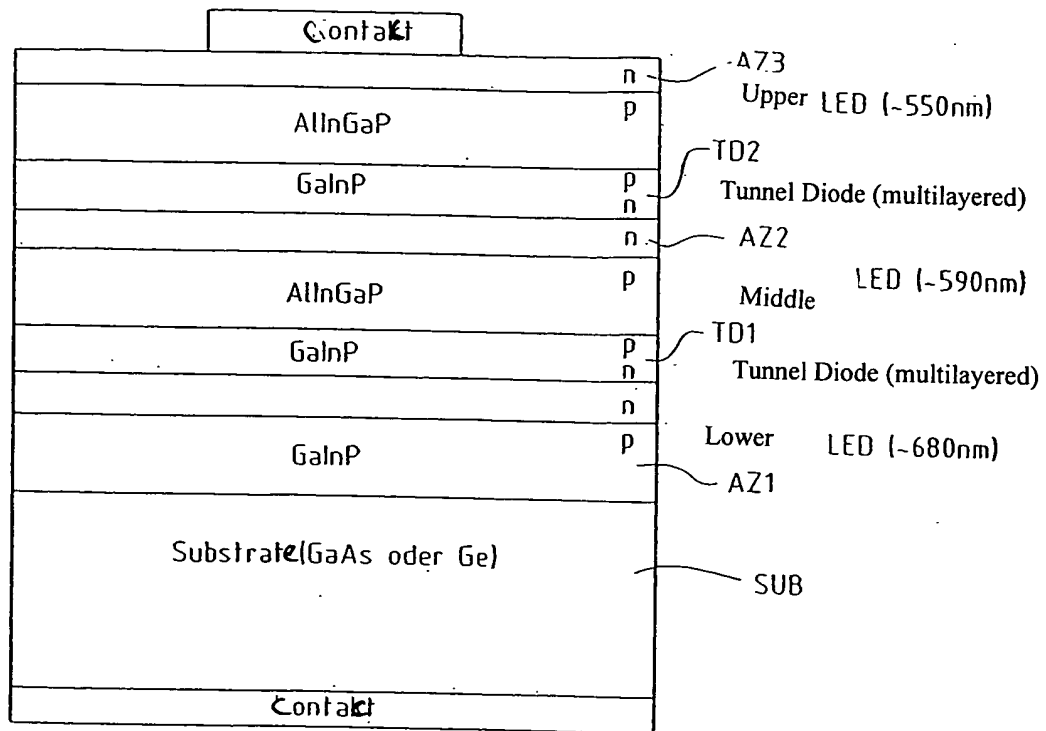 Contakt
n
AZ3
Upper LED (~550nm)
p
AlInGaP
TD2
GaInP
p
n
Tunnel Diode (multilayered)
n
AZ2
p
LED (~590nm)
AlInGaP
Middle
TD1
GaInP
p
n
Tunnel Diode (multilayered)
n
p
Lower LED (~680nm)
GaInP
AZ1
Substrate(GaAs oder Ge)
SUB
Contakt